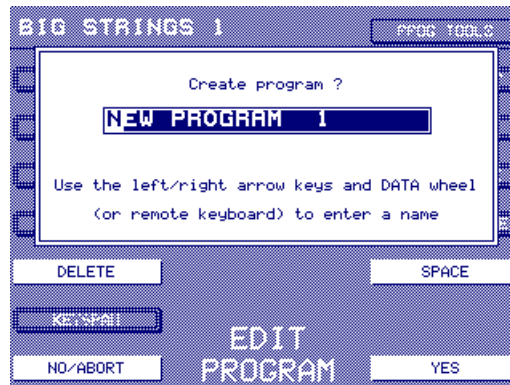 BIG STRINGS 1
PROG TOOLS
Create program ?
NEW PROGRAM 1
Use the left/right arrow keys and DATA wheel
(or remote keyboard) to enter a name
DELETE
SPACE
KEYSPAN
EDIT
PROGRAM
NO/ABORT
YES